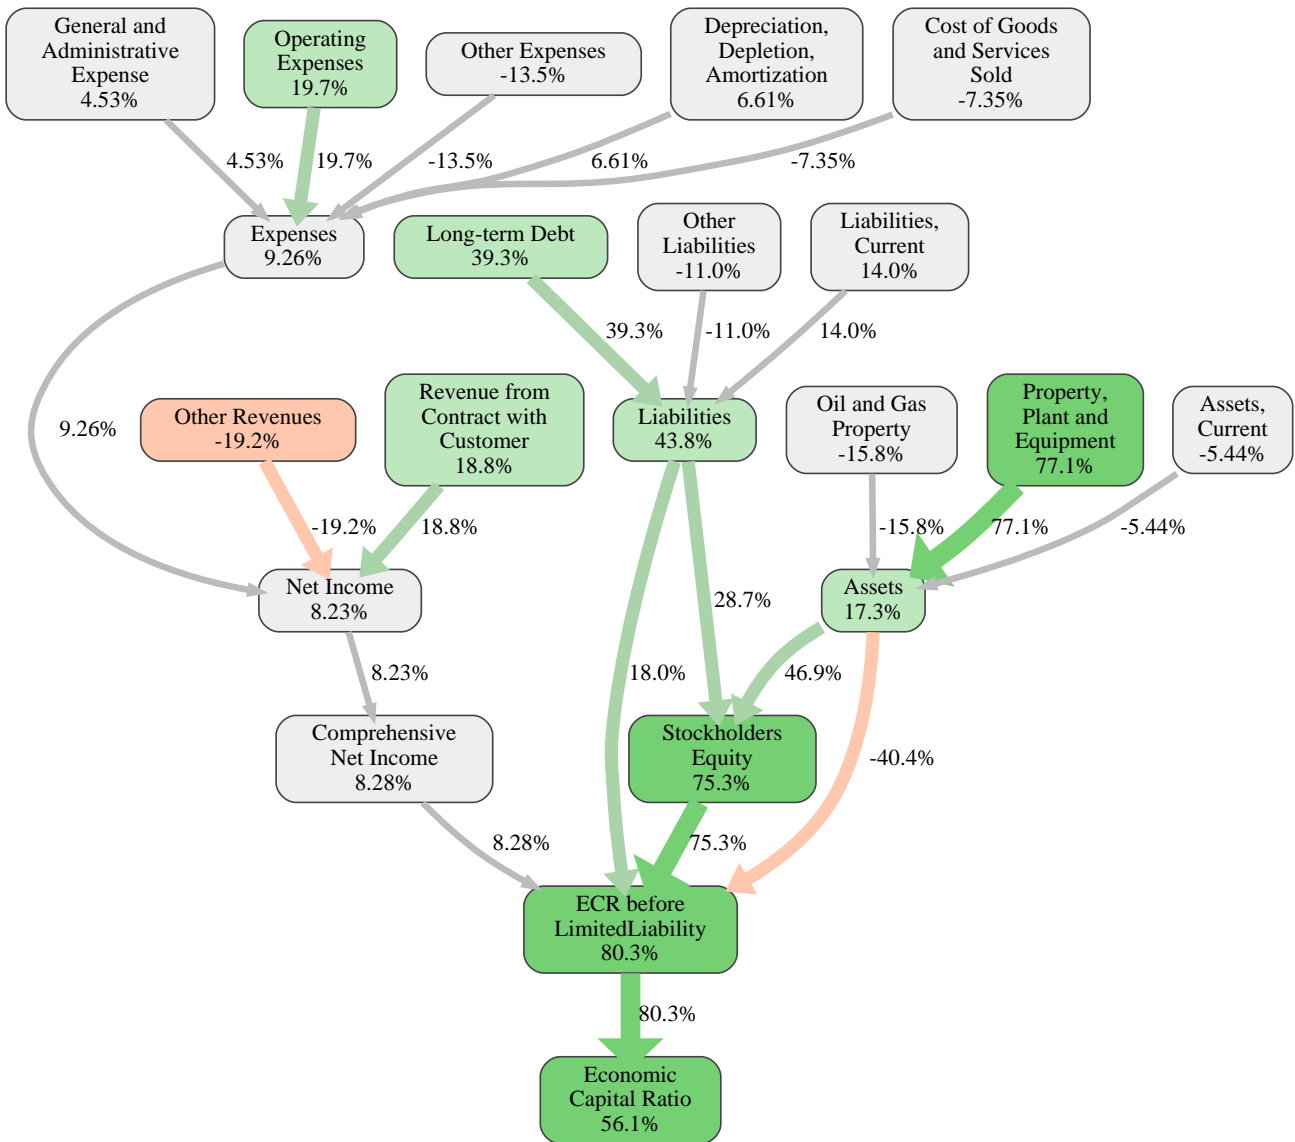 General and
Administrative
Expense
4.53%
Operating
Expenses
19.7%
Other Expenses
-13.5%
Depreciation,
Depletion,
Amortization
6.61%
Cost of Goods
and Services
Sold
-7.35%
4.53%
19.7%
-13.5%
6.61%
-7.35%
Expenses
9.26%
Long-term Debt
39.3%
Other
Liabilities
-11.0%
Liabilities,
Current
14.0%
39.3%
-11.0%
14.0%
9.26%
Other Revenues
-19.2%
Revenue from
Contract with
Customer
18.8%
Liabilities
43.8%
Oil and Gas
Property
-15.8%
Property,
Plant and
Equipment
77.1%
Assets,
Current
-5.44%
-19.2%
18.8%
-15.8%
77.1%
-5.44%
Net Income
8.23%
28.7%
Assets
17.3%
8.23%
18.0%
46.9%
Comprehensive
Net Income
8.28%
Stockholders
Equity
75.3%
-40.4%
8.28%
75.3%
ECR before
LimitedLiability
80.3%
80.3%
Economic
Capital Ratio
56.1%